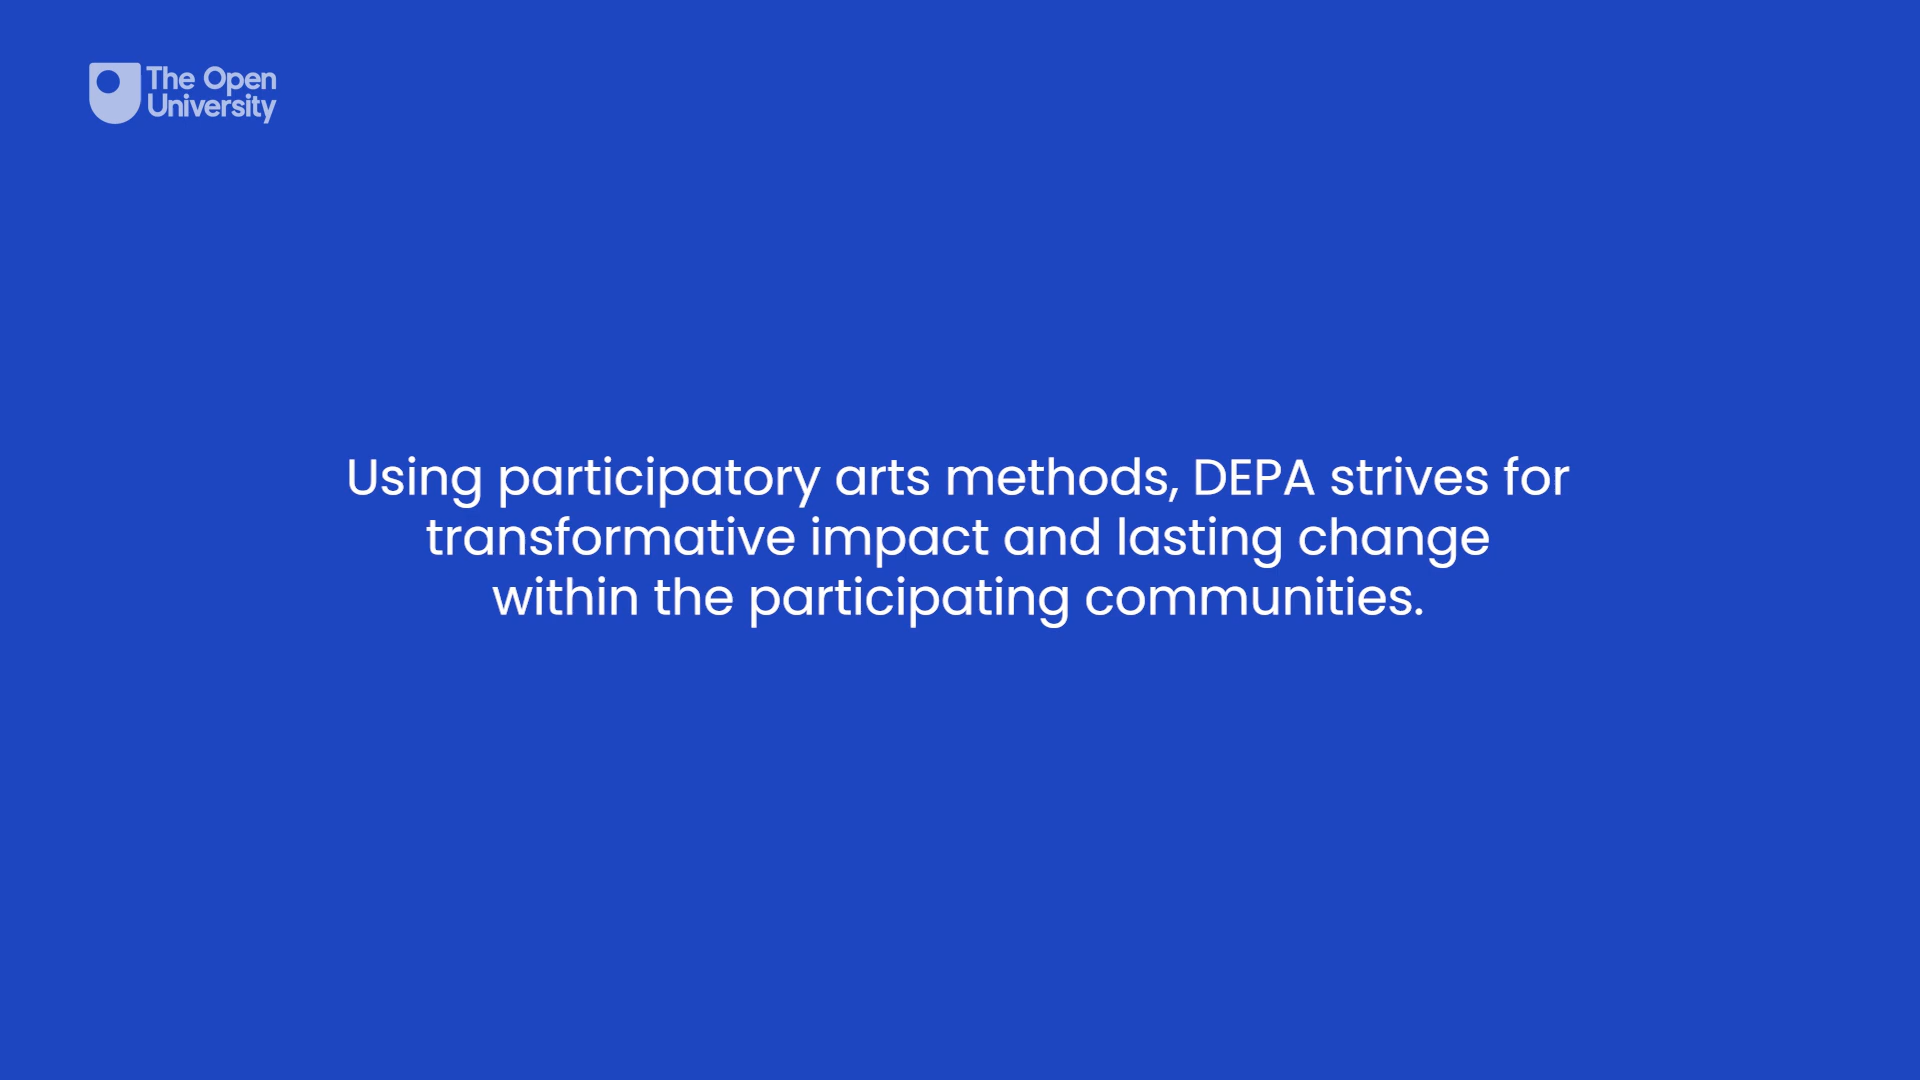 The Open
University
Using participatory arts methods, DEPA strives for
transformative impact and lasting change
within the participating communities.